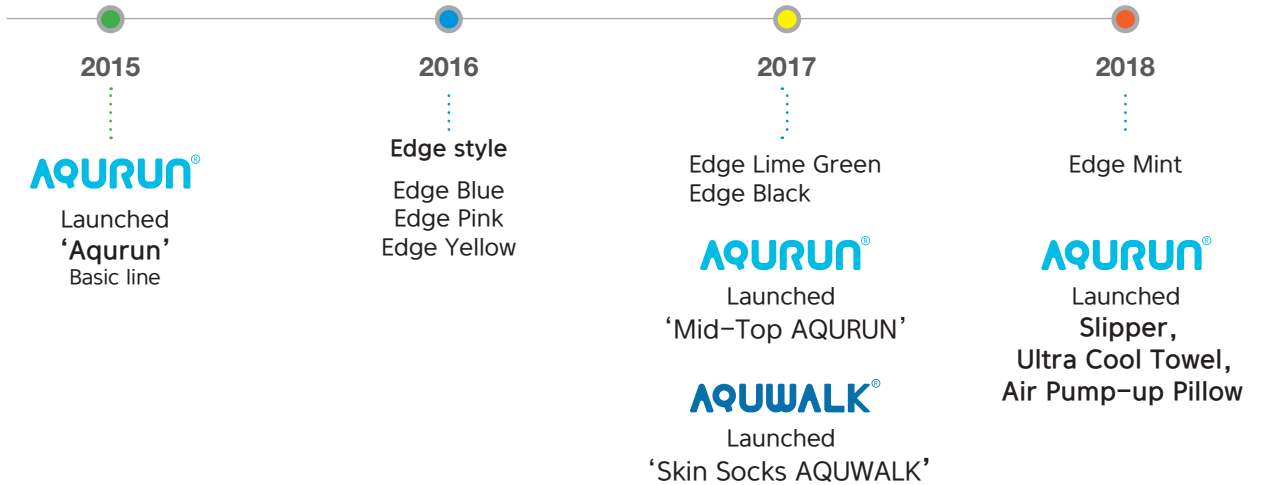 2015
AQURUN®
Launched
‘Aqurun’
Basic line
2016
Edge style
Edge Blue
Edge Pink
Edge Yellow
2017
Edge Lime Green
Edge Black
AQURUN®
Launched
‘Mid-Top AQURUN’
AQUWALK®
Launched
‘Skin Socks AQUWALK’
2018
Edge Mint
AQURUN®
Launched
Slipper,
Ultra Cool Towel,
Air Pump-up Pillow